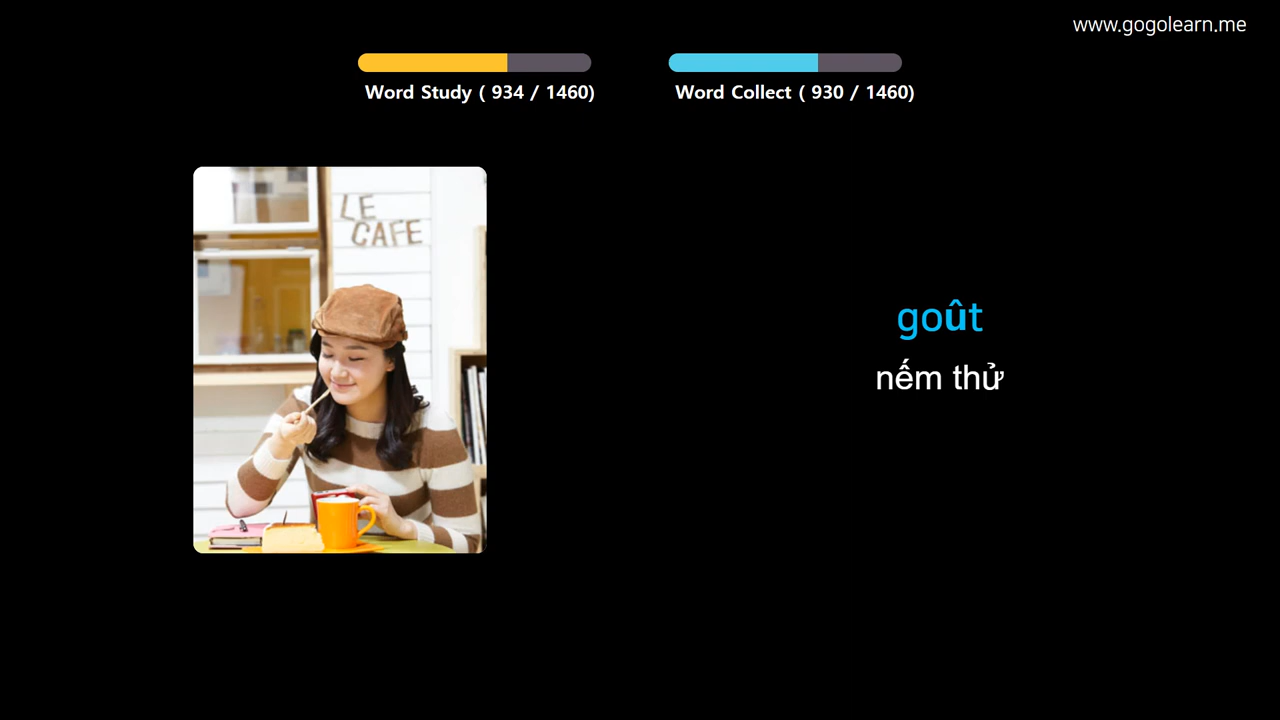 www.gogolearn.me
Word Study ( 934 / 1460)
Word Collect ( 930 / 1460)
LE
CAFE
goût
nếm thử